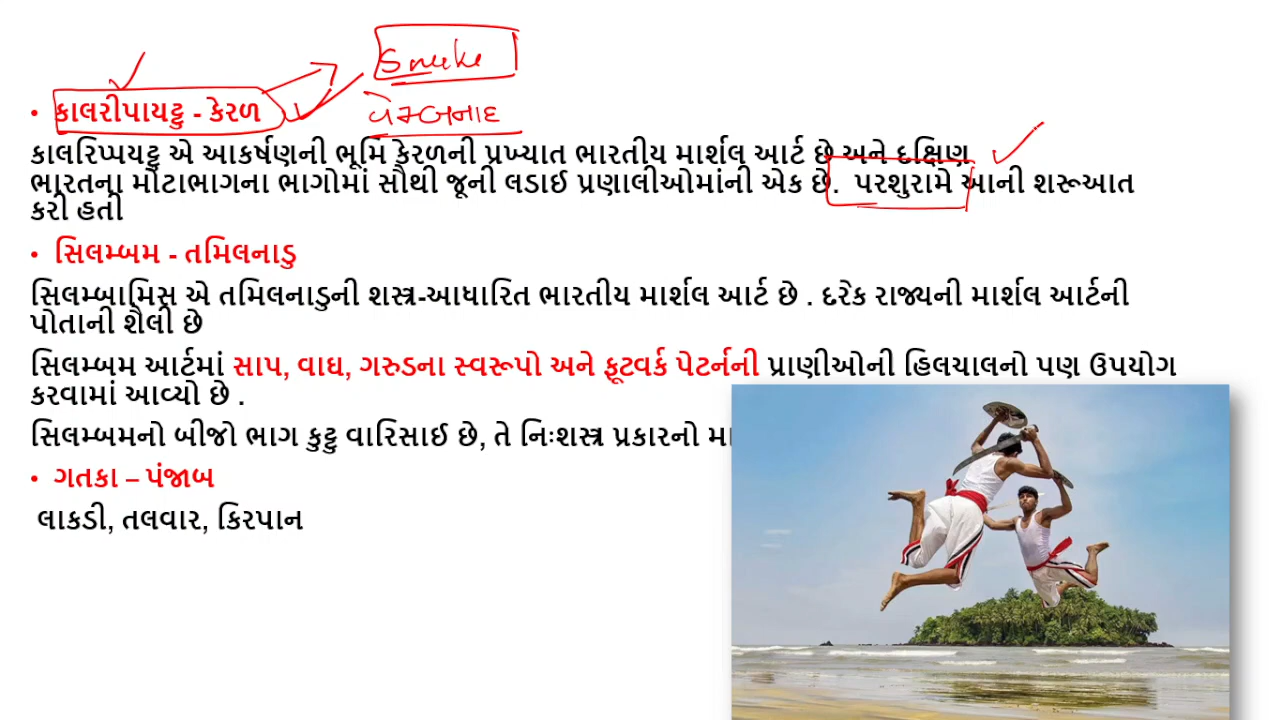 Snake
• કાલરીપાયટ્ટુ - કેરળ
વેમ્બનાદ
કાલરિપ્પયટ્ટુ એ આકર્ષણની ભૂમિ કેરળની પ્રખ્યાત ભારતીય માર્શલ આર્ટ છે અને દક્ષિણ
ભારતના મોટાભાગના ભાગોમાં સૌથી જૂની લડાઈ પ્રણાલીઓમાંની એક છે. પરશુરામે આની શરૂઆત
કરી હતી
• સિલમ્બમ - તમિલનાડુ
સિલમ્બામિસ એ તમિલનાડુની શસ્ત્ર-આધારિત ભારતીય માર્શલ આર્ટ છે . દરેક રાજ્યની માર્શલ આર્ટની
પોતાની શૈલી છે
સિલમ્બમ આર્ટમાં સાપ, વાઘ, ગરુડના સ્વરૂપો અને ફૂટવર્ક પેટર્નની પ્રાણીઓની હિલચાલનો પણ ઉપયોગ
કરવામાં આવ્યો છે .
સિલમ્બમનો બીજો ભાગ કુટ્ટુ વારિસાઈ છે, તે નિઃશસ્ત્ર પ્રકારનો મા
• ગતકા – પંજાબ
લાકડી, તલવાર, કિરપાન